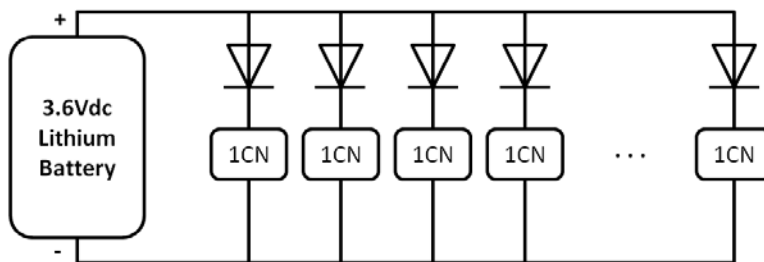 +
3.6Vdc
Lithium
Battery
-
1CN 1CN 1CN 1CN ... 1CN